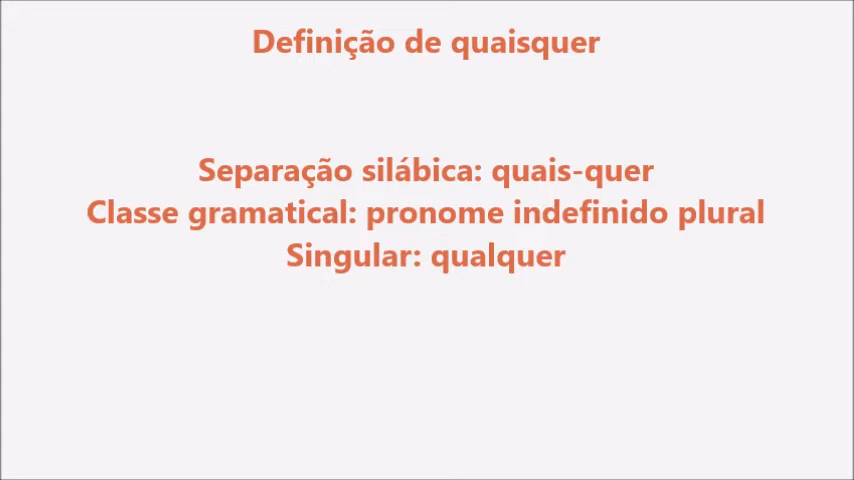 Definição de quaisquer
Separação silábica: quais-quer
Classe gramatical: pronome indefinido plural
Singular: qualquer